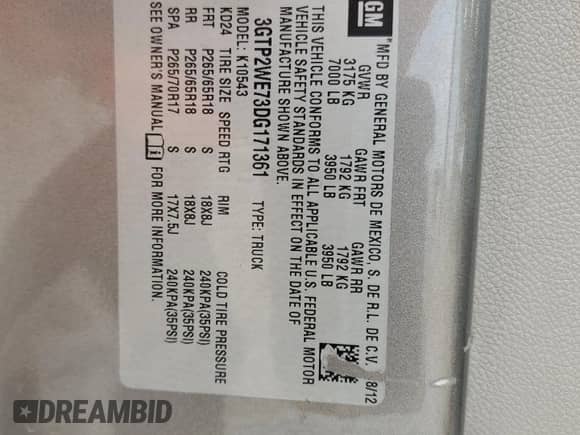 GM
MFD BY GENERAL MOTORS DE MEXICO, S. DE R.L. DE C.V. 8/12
GVWR GAWR FRT GAWR RR
3175 KG 1792 KG 1792 KG
7000 LB 3950 LB 3950 LB
THIS VEHICLE CONFORMS TO ALL APPLICABLE U.S. FEDERAL MOTOR
VEHICLE SAFETY STANDARDS IN EFFECT ON THE DATE OF
MANUFACTURE SHOWN ABOVE.
3GTP2WE73DG171361 TYPE: TRUCK
MODEL: K10543
KD24 TIRE SIZE SPEED RTG RIM COLD TIRE PRESSURE
FRT P265/65R18 S 18X8J 240KPA(35PSI)
RR P265/65R18 S 18X8J 240KPA(35PSI)
SPA P265/70R17 S 17X7.5J 240KPA(35PSI)
SEE OWNER'S MANUAL i FOR MORE INFORMATION.
DREAMBID